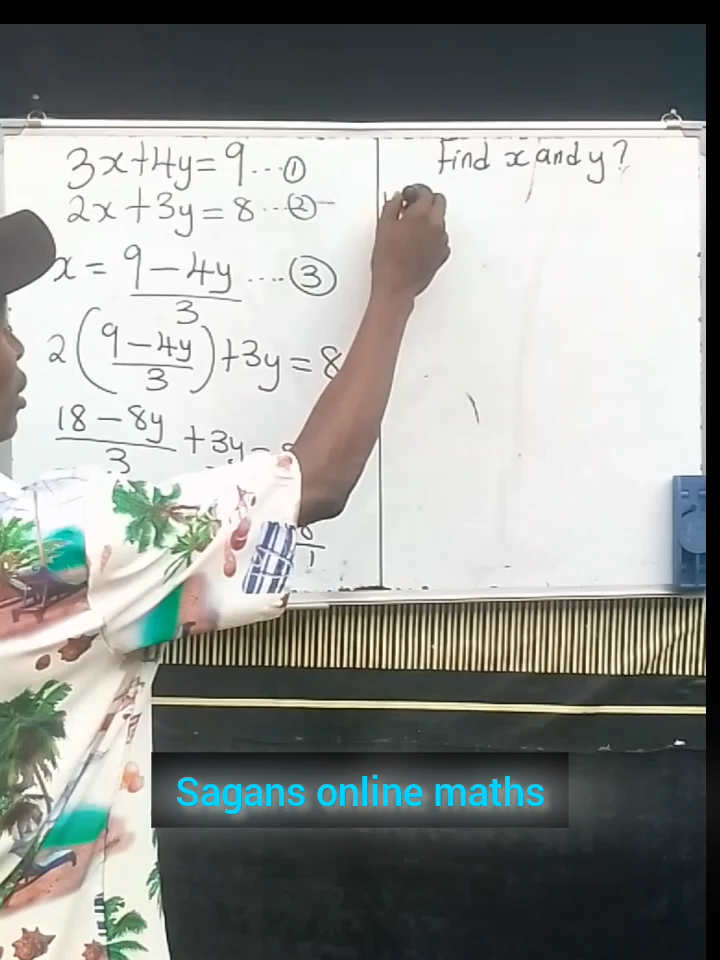 3x+4y=9...①
2x+3y=8...②-
x = 9-4y/3 ....③
2(9-4y/3)+3y=8
18-8y/3 +3y=
Find x and y?
Sagans online maths